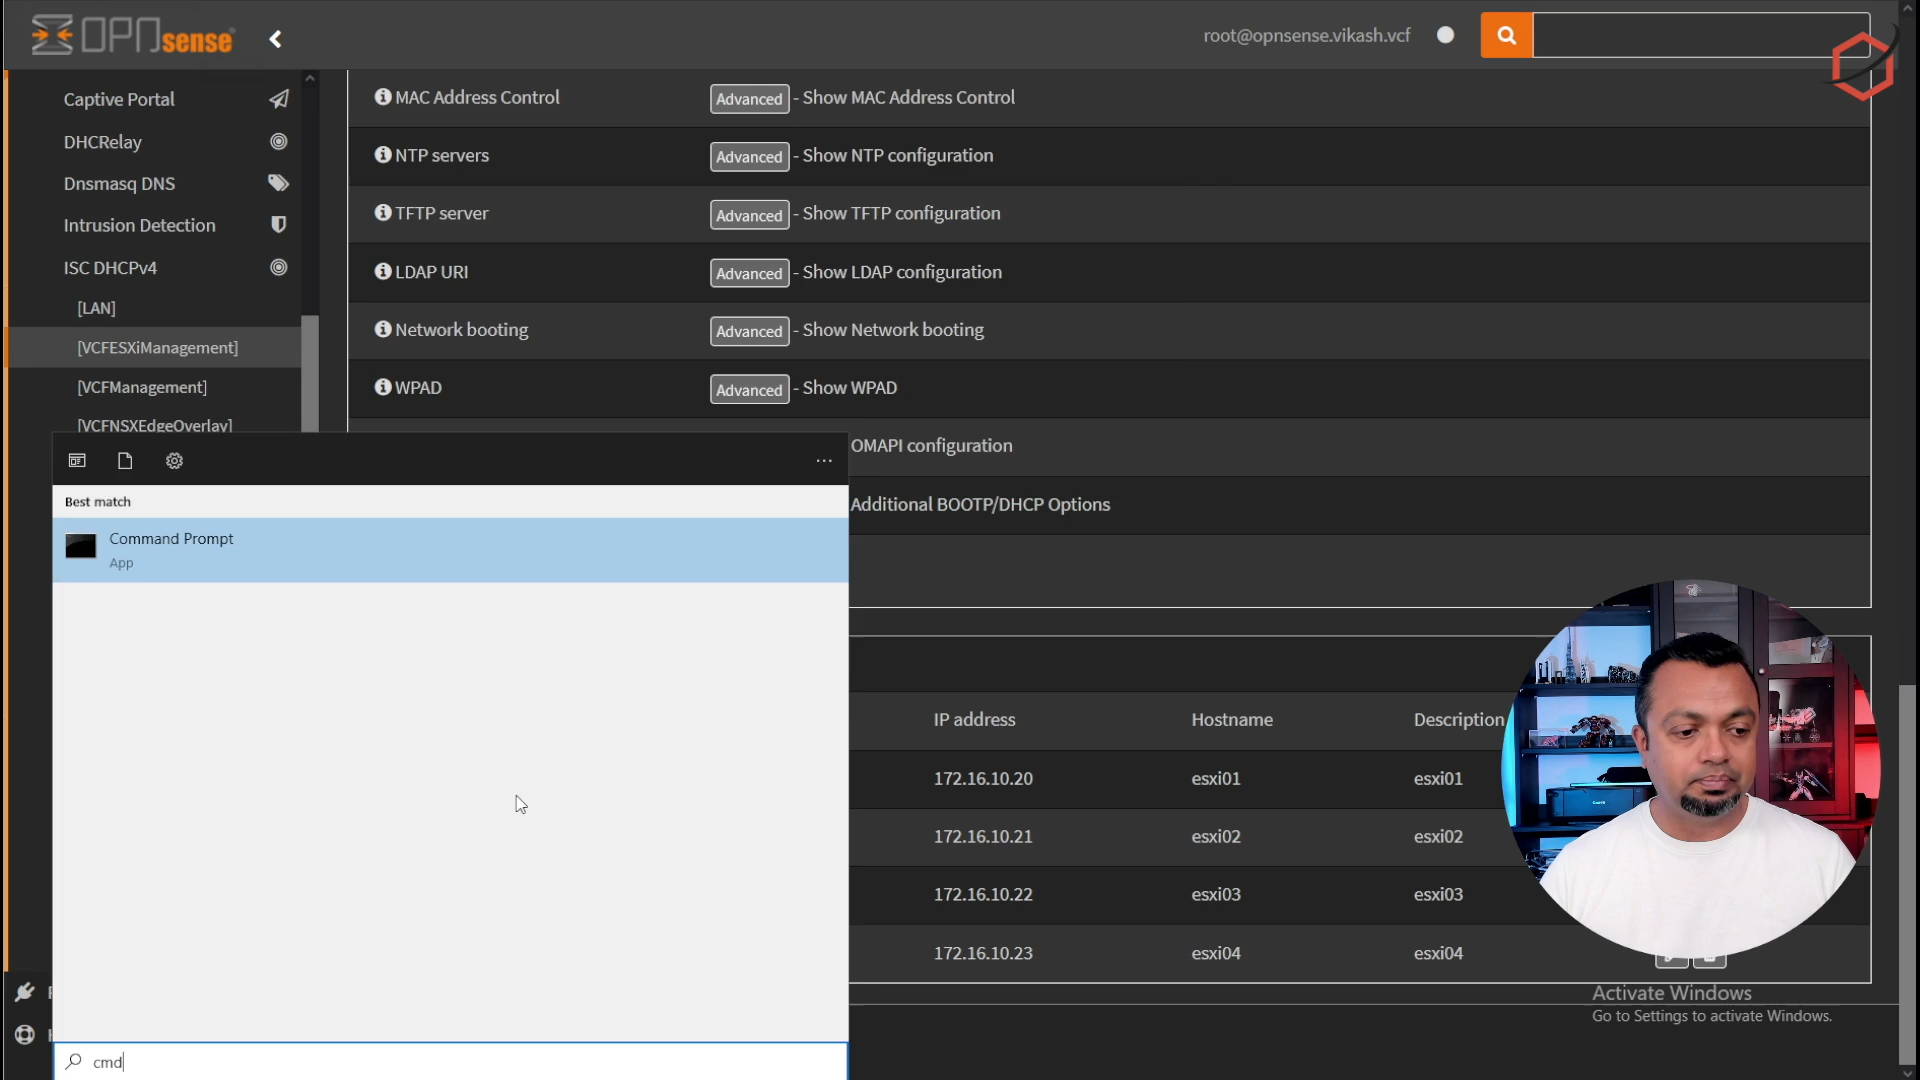 OPNsense
root@opnsense.vikash.vcf
Captive Portal
DHCRelay
Dnsmasq DNS
Intrusion Detection
ISC DHCPv4
[LAN]
[VCFESXiManagement]
[VCFManagement]
[VCFNSXEdgeOverlay]
MAC Address Control Advanced - Show MAC Address Control
NTP servers Advanced - Show NTP configuration
TFTP server Advanced - Show TFTP configuration
LDAP URI Advanced - Show LDAP configuration
Network booting Advanced - Show Network booting
WPAD Advanced - Show WPAD
OMAPI configuration
Additional BOOTP/DHCP Options
Best match
Command Prompt
App
cmd
IP address Hostname Description
172.16.10.20 esxi01 esxi01
172.16.10.21 esxi02 esxi02
172.16.10.22 esxi03 esxi03
172.16.10.23 esxi04 esxi04
Activate Windows
Go to Settings to activate Windows.